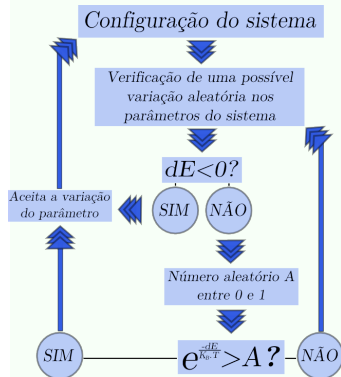 Configuração do sistema
Verificação de uma possível
variação aleatória nos
parâmetros do sistema
dE<0?
Aceita a variação
do parâmetro
SIM
NÃO
Número aleatório A
entre 0 e 1
SIM
e^(-dE/K₀.T)>A?
NÃO